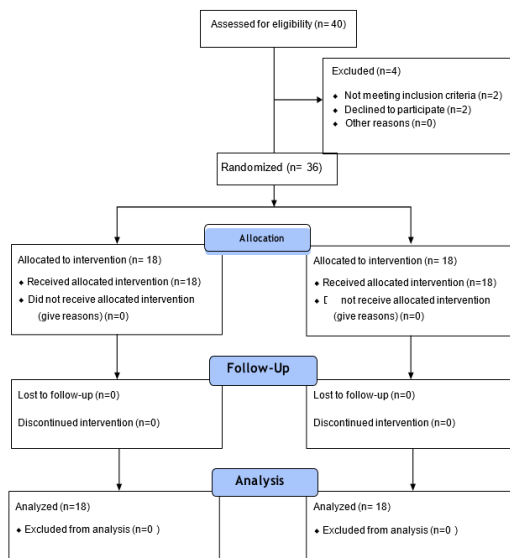 Assessed for eligibility (n= 40)
Excluded (n=4)
♦ Not meeting inclusion criteria (n=2)
♦ Declined to participate (n=2)
♦ Other reasons (n=0)
Randomized (n= 36)
Allocation
Allocated to intervention (n= 18)
♦ Received allocated intervention (n=18)
♦ Did not receive allocated intervention
(give reasons) (n=0)
Allocated to intervention (n= 18)
♦ Received allocated intervention (n=18)
♦ not receive allocated intervention
(give reasons) (n=0)
Follow-Up
Lost to follow-up (n=0)
Discontinued intervention (n=0)
Lost to follow-up (n=0)
Discontinued intervention (n=0)
Analysis
Analyzed (n=18)
♦ Excluded from analysis (n=0 )
Analyzed (n= 18)
♦ Excluded from analysis (n=0 )